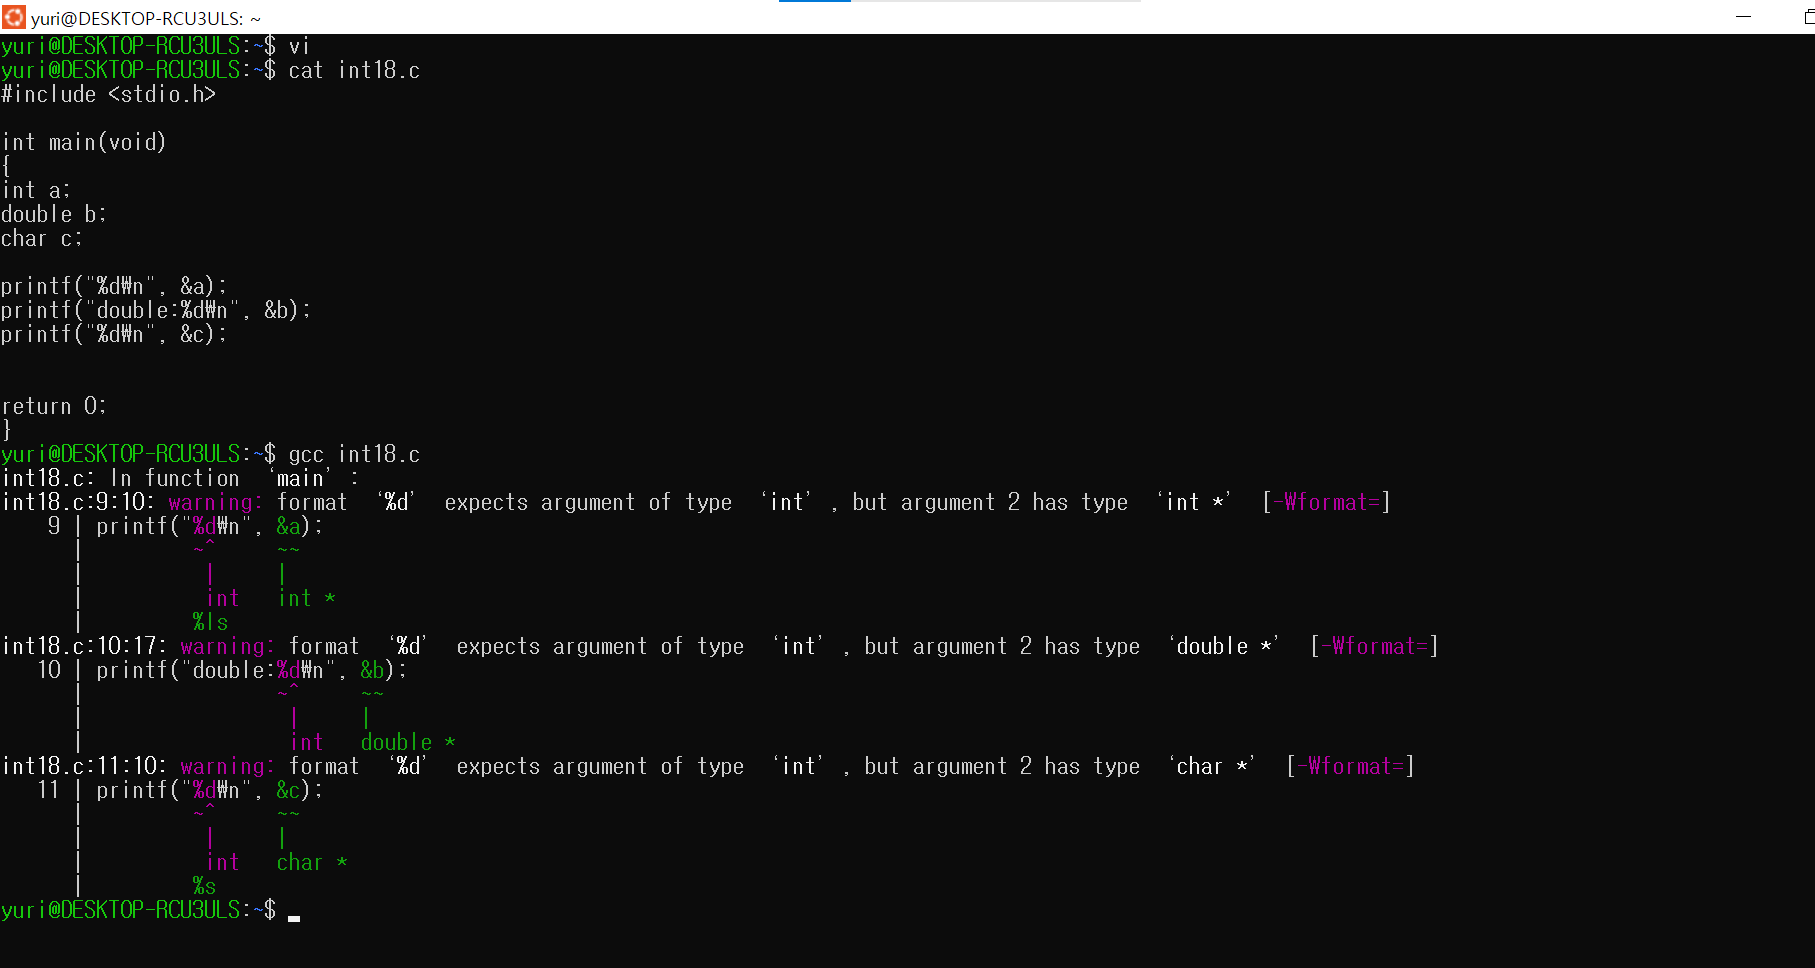 yuri@DESKTOP-RCU3ULS: ~
yuri@DESKTOP-RCU3ULS:~$ vi
yuri@DESKTOP-RCU3ULS:~$ cat int18.c
#include <stdio.h>
int main(void)
{
int a;
double b;
char c;
printf("%d₩n", &a);
printf("double:%d₩n", &b);
printf("%d₩n", &c);
return 0;
}
yuri@DESKTOP-RCU3ULS:~$ gcc int18.c
int18.c: In function ‘main’:
int18.c:9:10: warning: format ‘%d’ expects argument of type ‘int’, but argument 2 has type ‘int *’ [-Wformat=]
9 | printf("%d₩n", &a);
| ~^ ~~
| | |
| int int *
| %ls
int18.c:10:17: warning: format ‘%d’ expects argument of type ‘int’, but argument 2 has type ‘double *’ [-Wformat=]
10 | printf("double:%d₩n", &b);
| ~^ ~~
| | |
| int double *
int18.c:11:10: warning: format ‘%d’ expects argument of type ‘int’, but argument 2 has type ‘char *’ [-Wformat=]
11 | printf("%d₩n", &c);
| ~^ ~~
| | |
| int char *
| %s
yuri@DESKTOP-RCU3ULS:~$